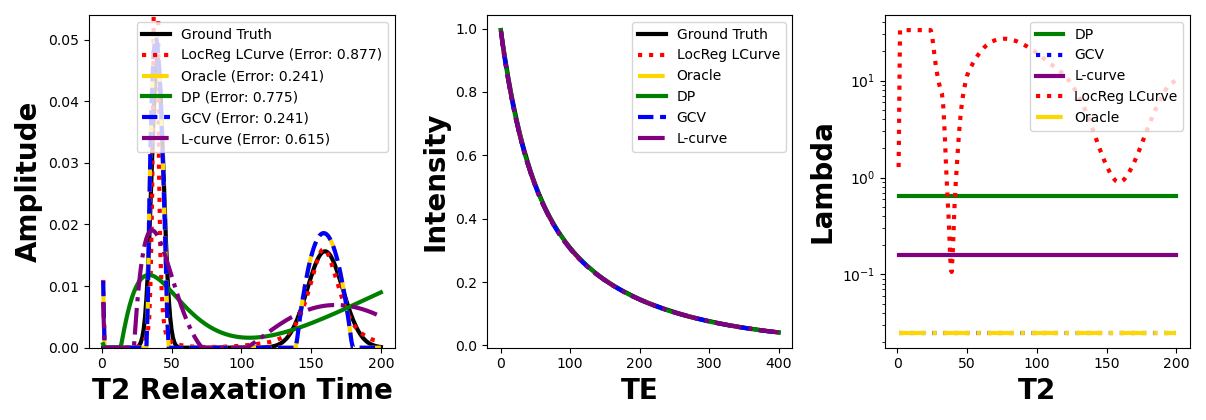 Amplitude
0.05
0.04
0.03
0.02
0.01
0.00
Ground Truth
LocReg LCurve (Error: 0.877)
Oracle (Error: 0.241)
DP (Error: 0.775)
GCV (Error: 0.241)
L-curve (Error: 0.615)
0 50 100 150 200
T2 Relaxation Time
Intensity
1.0
0.8
0.6
0.4
0.2
0.0
Ground Truth
LocReg LCurve
Oracle
DP
GCV
L-curve
0 100 200 300 400
TE
Lambda
10¹
10⁰
10⁻¹
DP
GCV
L-curve
LocReg LCurve
Oracle
0 50 100 150 200
T2